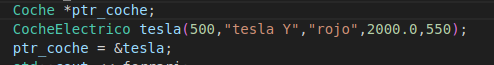 Coche *ptr_coche;
CocheElectrico tesla(500,"tesla Y","rojo",2000.0,550);
ptr_coche = &tesla;